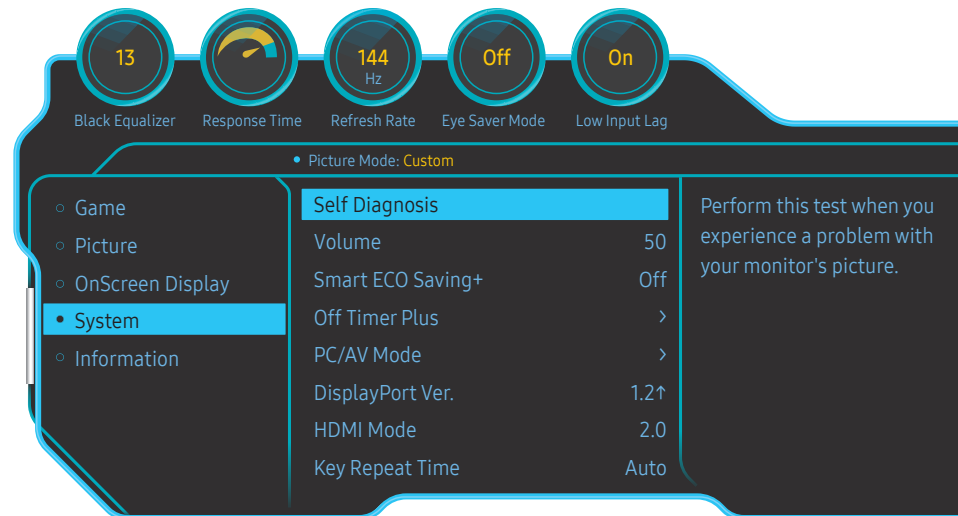 13
144
Hz
Off
On
Black Equalizer
Response Time
Refresh Rate
Eye Saver Mode
Low Input Lag
Picture Mode: Custom
Game
Picture
OnScreen Display
System
Information
Self Diagnosis
Volume 50
Smart ECO Saving+ Off
Off Timer Plus >
PC/AV Mode >
DisplayPort Ver. 1.2↑
HDMI Mode 2.0
Key Repeat Time Auto
Perform this test when you
experience a problem with
your monitor's picture.